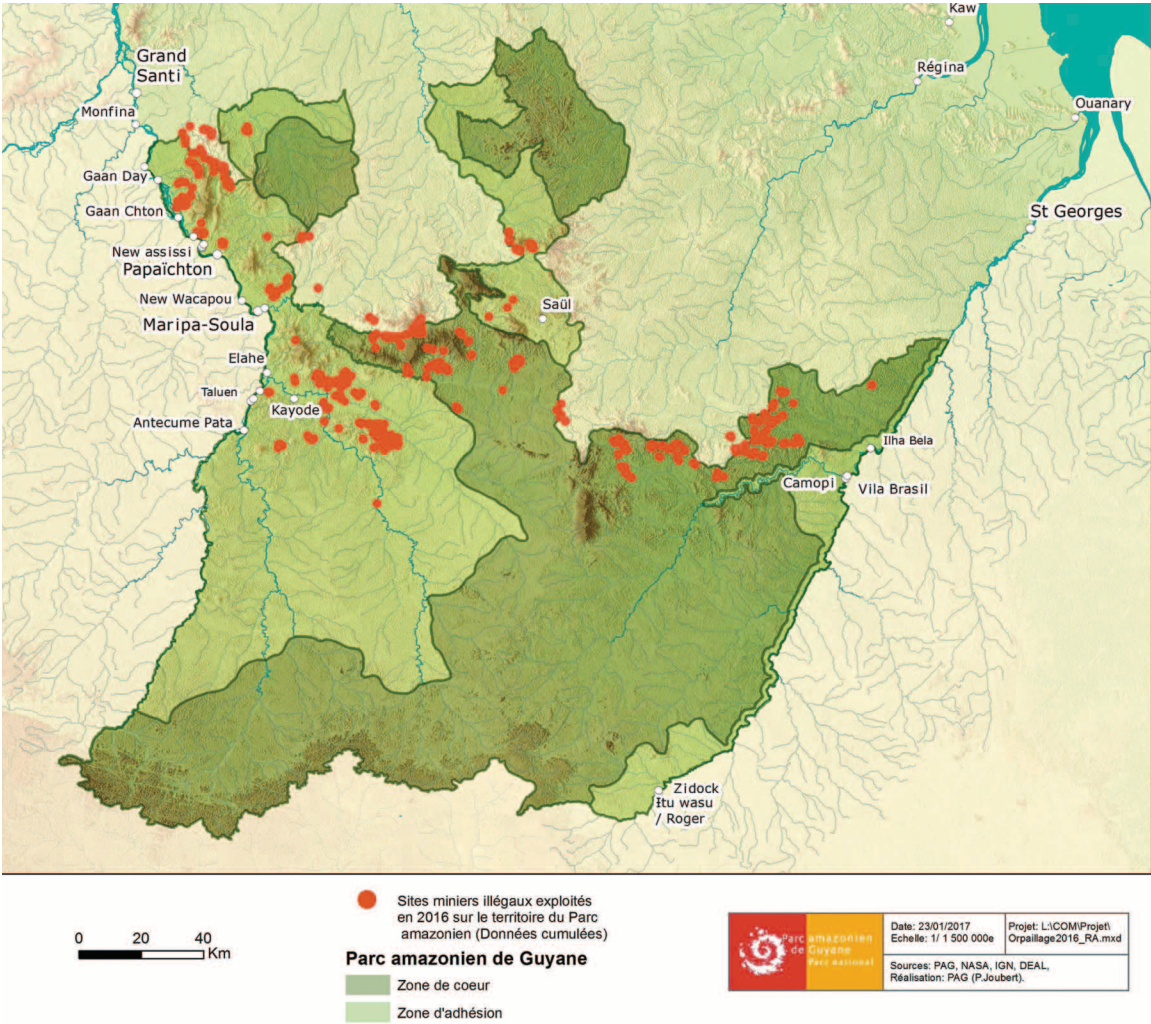 Kaw
Grand
Santi
Régina
Monfina
Ouanary
Gaan Day
Gaan Chton
St Georges
New assissi
Papaïchton
New Wacapou
Saül
Maripa-Soula
Elahe
Taluen
Kayode
Antecume Pata
Ilha Bela
Camopi
Vila Brasil
Zidock
Itu wasu
/ Roger
0 20 40
Km
Sites miniers illégaux exploités
en 2016 sur le territoire du Parc
amazonien (Données cumulées)
Parc amazonien de Guyane
Zone de coeur
Zone d'adhésion
Parc amazonien
de Guyane
Parc national
Date: 23/01/2017
Echelle: 1/ 1 500 000e
Projet: L:\COM\Projet\
Orpaillage2016_RA.mxd
Sources: PAG, NASA, IGN, DEAL,
Réalisation: PAG (P.Joubert).